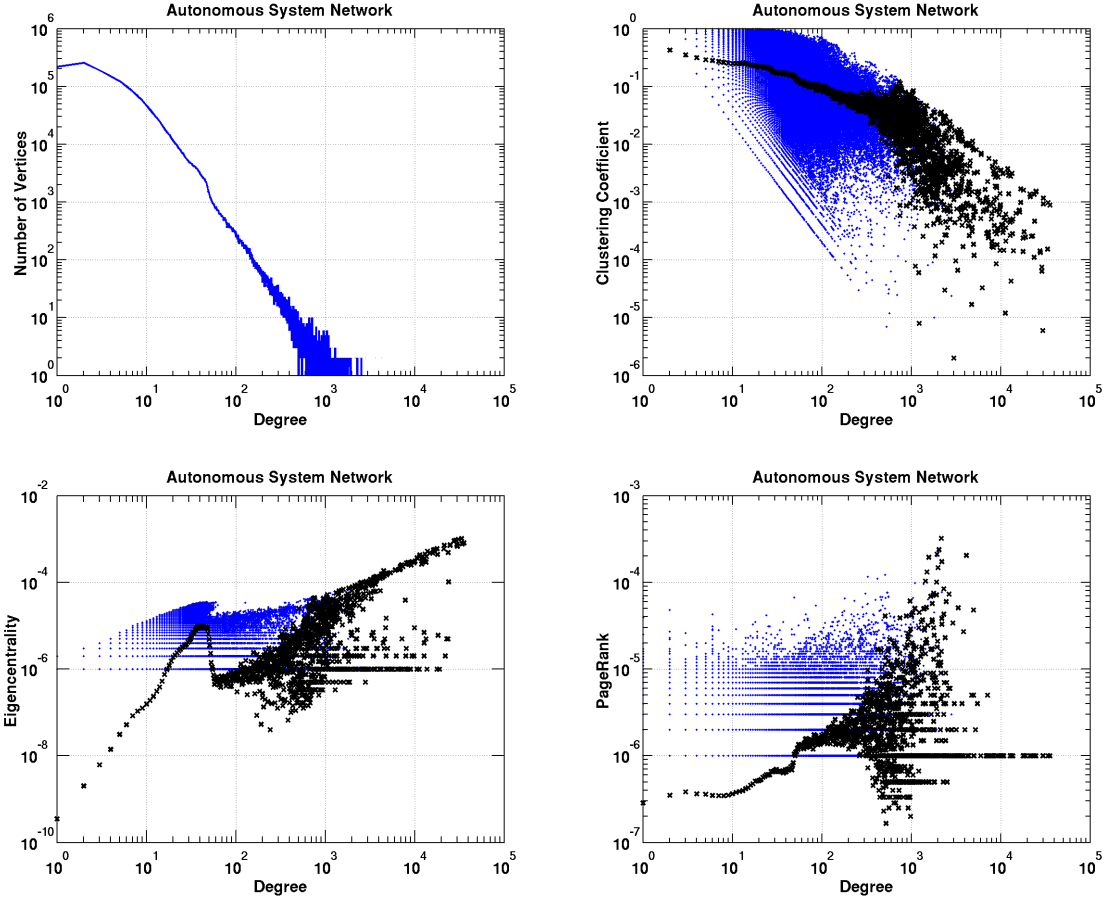 Autonomous System Network
10^6
10^5
10^4
10^3
10^2
10^1
10^0
Number of Vertices
10^0 10^1 10^2 10^3 10^4 10^5
Degree
Autonomous System Network
10^0
10^-1
10^-2
10^-3
10^-4
10^-5
10^-6
Clustering Coefficient
10^0 10^1 10^2 10^3 10^4 10^5
Degree
Autonomous System Network
10^-2
10^-4
10^-6
10^-8
10^-10
Eigencentrality
10^0 10^1 10^2 10^3 10^4 10^5
Degree
Autonomous System Network
10^-3
10^-4
10^-5
10^-6
10^-7
PageRank
10^0 10^1 10^2 10^3 10^4 10^5
Degree